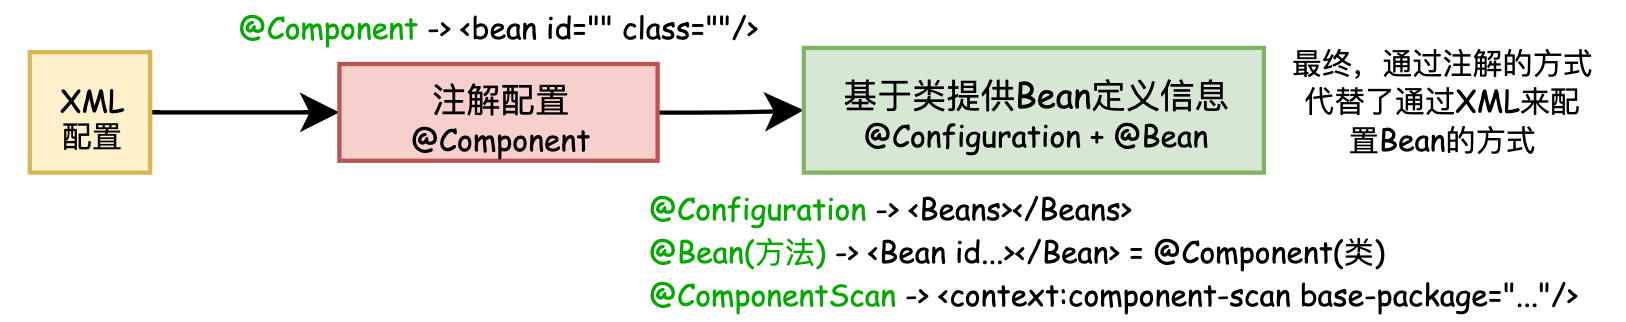 @Component -> <bean id="" class=""/>
XML
配置
注解配置
@Component
基于类提供Bean定义信息
@Configuration + @Bean
最终，通过注解的方式
代替了通过XML来配
置Bean的方式
@Configuration -> <Beans></Beans>
@Bean(方法) -> <Bean id...></Bean> = @Component(类)
@ComponentScan -> <context:component-scan base-package="..."/>